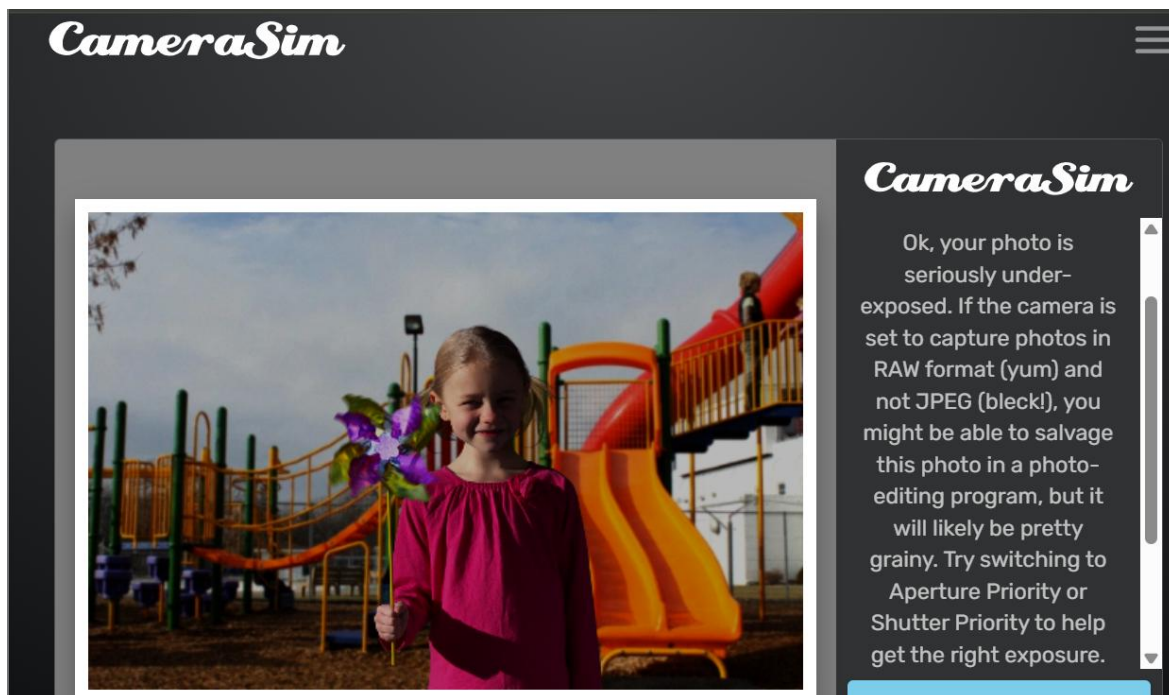 CameraSim
CameraSim
Ok, your photo is
seriously under-
exposed. If the camera is
set to capture photos in
RAW format (yum) and
not JPEG (bleck!), you
might be able to salvage
this photo in a photo-
editing program, but it
will likely be pretty
grainy. Try switching to
Aperture Priority or
Shutter Priority to help
get the right exposure.